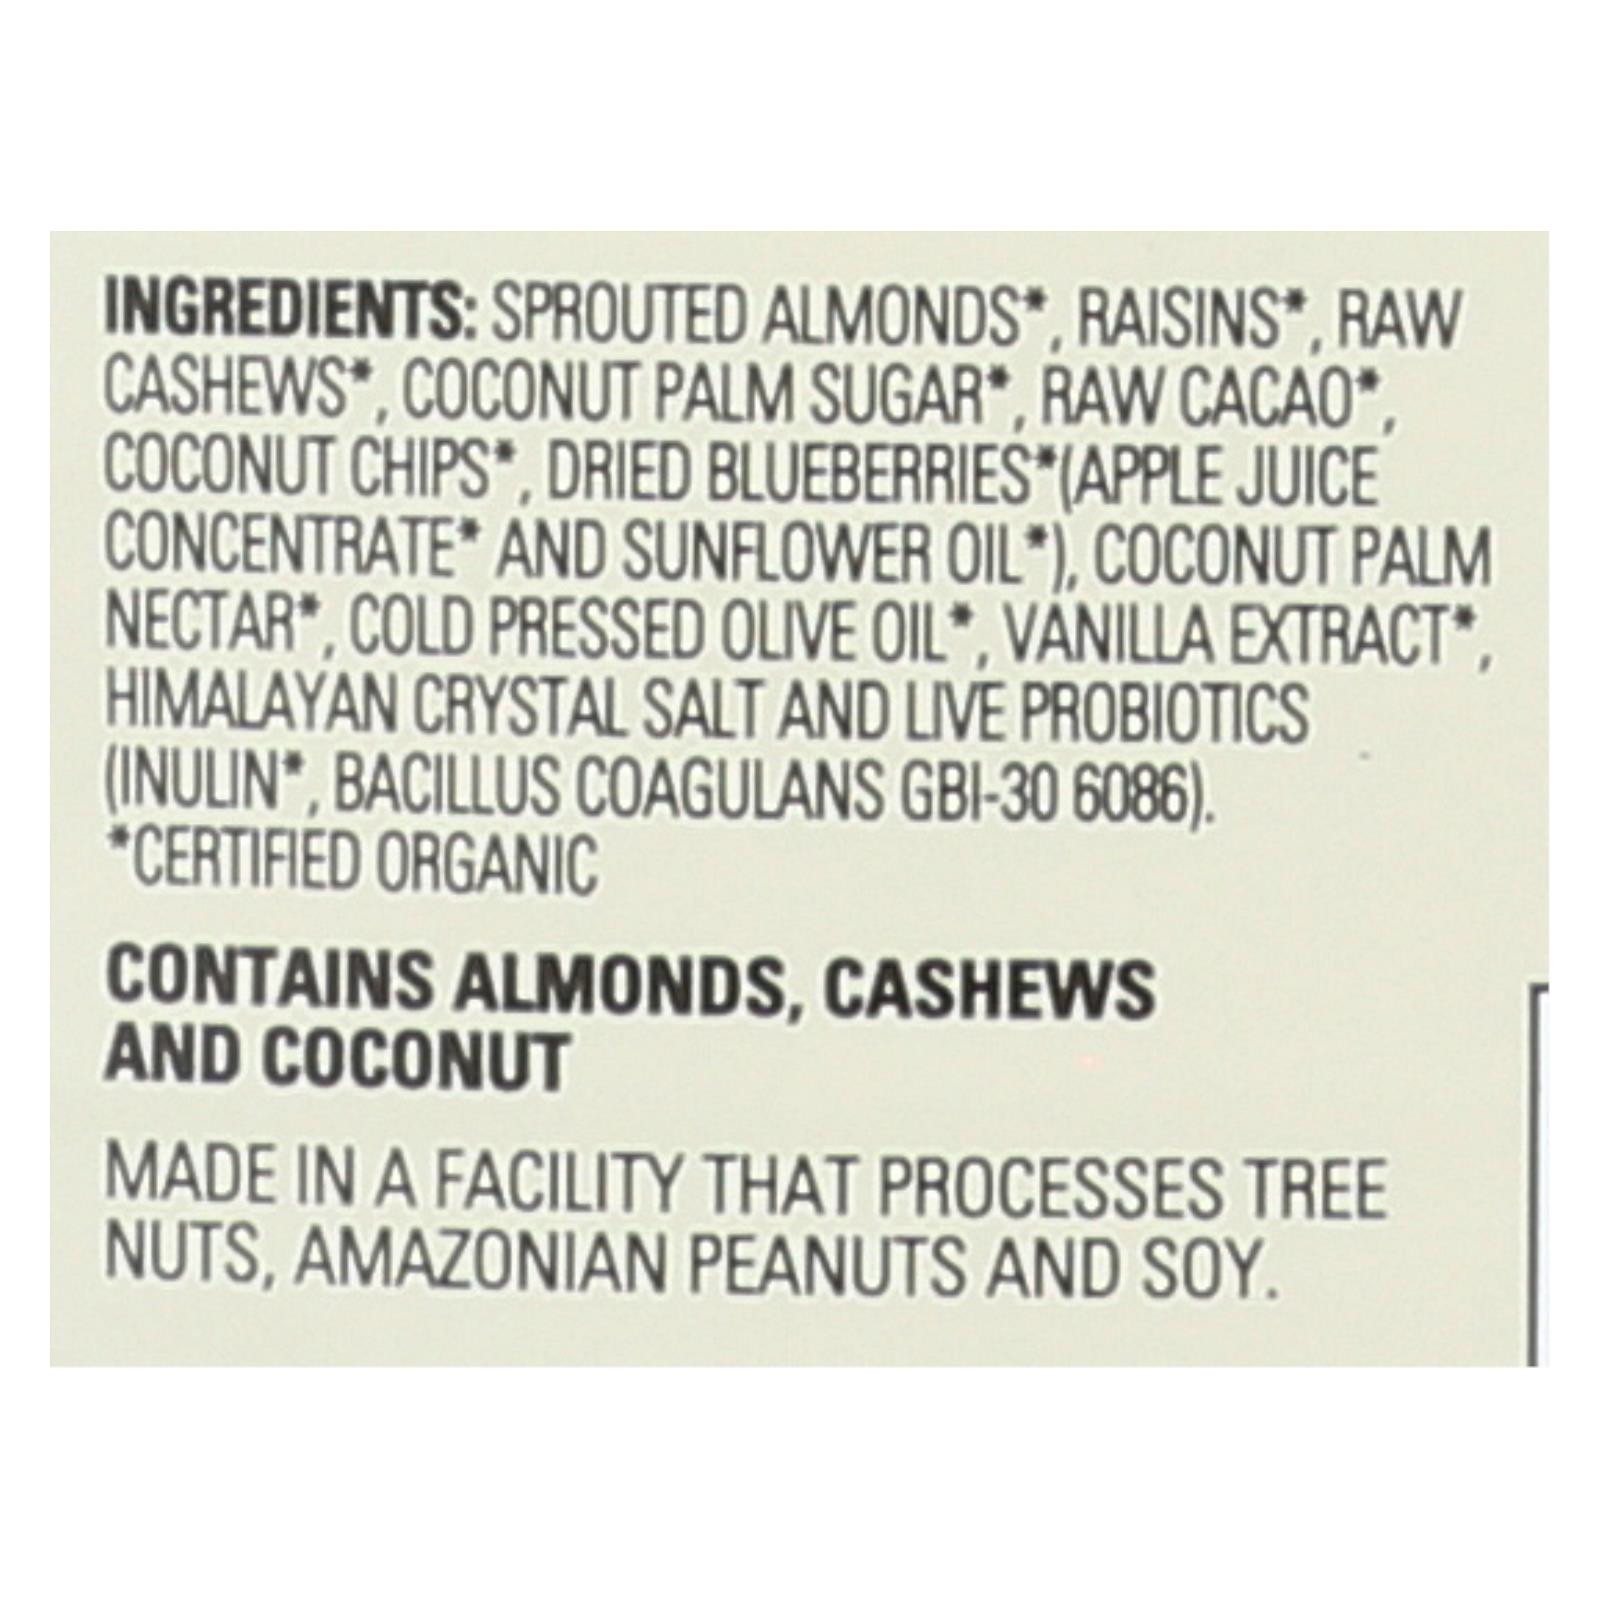 INGREDIENTS: SPROUTED ALMONDS*, RAISINS*, RAW
CASHEWS*, COCONUT PALM SUGAR*, RAW CACAO*,
COCONUT CHIPS*, DRIED BLUEBERRIES*(APPLE JUICE
CONCENTRATE* AND SUNFLOWER OIL*), COCONUT PALM
NECTAR*, COLD PRESSED OLIVE OIL*, VANILLA EXTRACT*,
HIMALAYAN CRYSTAL SALT AND LIVE PROBIOTICS
(INULIN*, BACILLUS COAGULANS GBI-30 6086).
*CERTIFIED ORGANIC
CONTAINS ALMONDS, CASHEWS
AND COCONUT
MADE IN A FACILITY THAT PROCESSES TREE
NUTS, AMAZONIAN PEANUTS AND SOY.